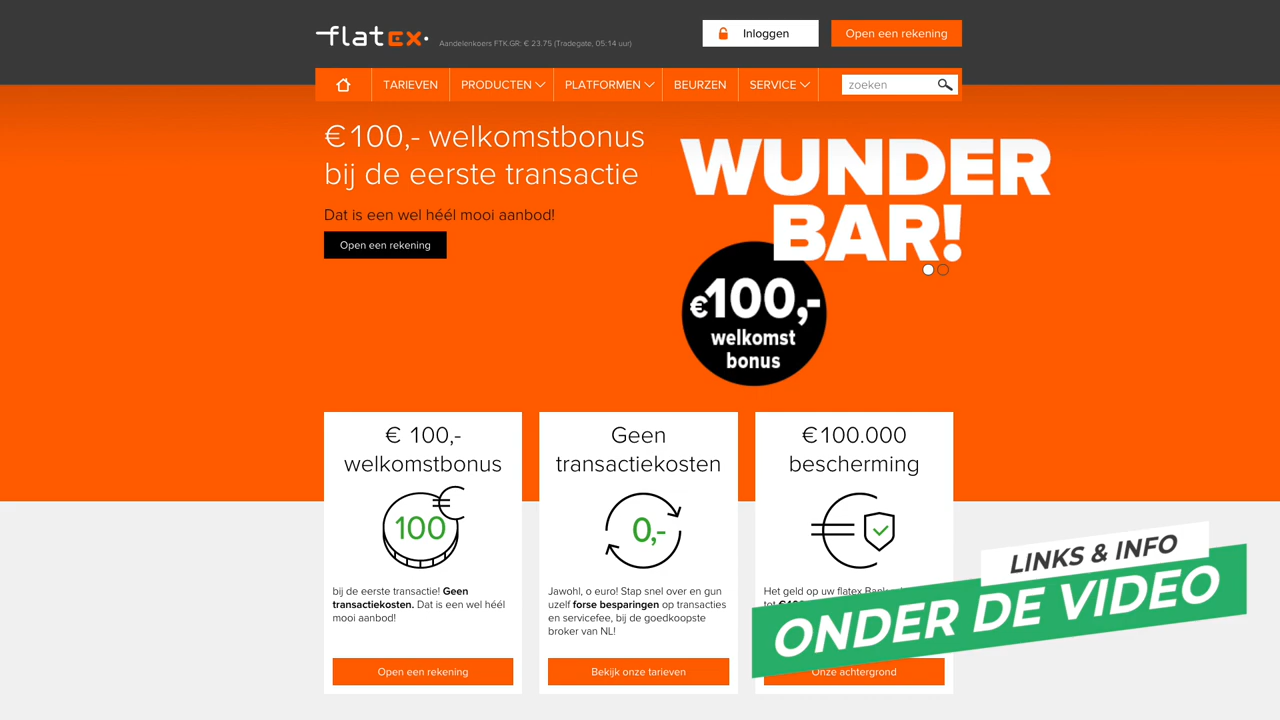 flatex
Aandelenkoers FTK.GR: € 23.75 (Tradegate, 05:14 uur)
Inloggen
Open een rekening
TARIEVEN
PRODUCTEN
PLATFORMEN
BEURZEN
SERVICE
zoeken
€100,- welkomstbonus
bij de eerste transactie
Dat is een wel héél mooi aanbod!
Open een rekening
WUNDER
BAR!
€100,-
welkomst
bonus
€ 100,-
welkomstbonus
100
bij de eerste transactie! Geen
transactiekosten. Dat is een wel héél
mooi aanbod!
Open een rekening
Geen
transactiekosten
0,-
Jawohl, o euro! Stap snel over en gun
uzelf forse besparingen op transacties
en servicefee, bij de goedkoopste
broker van NL!
Bekijk onze tarieven
€100.000
bescherming
Het geld op uw flatex
tot
Onze achtergrond
LINKS & INFO
ONDER DE VIDEO